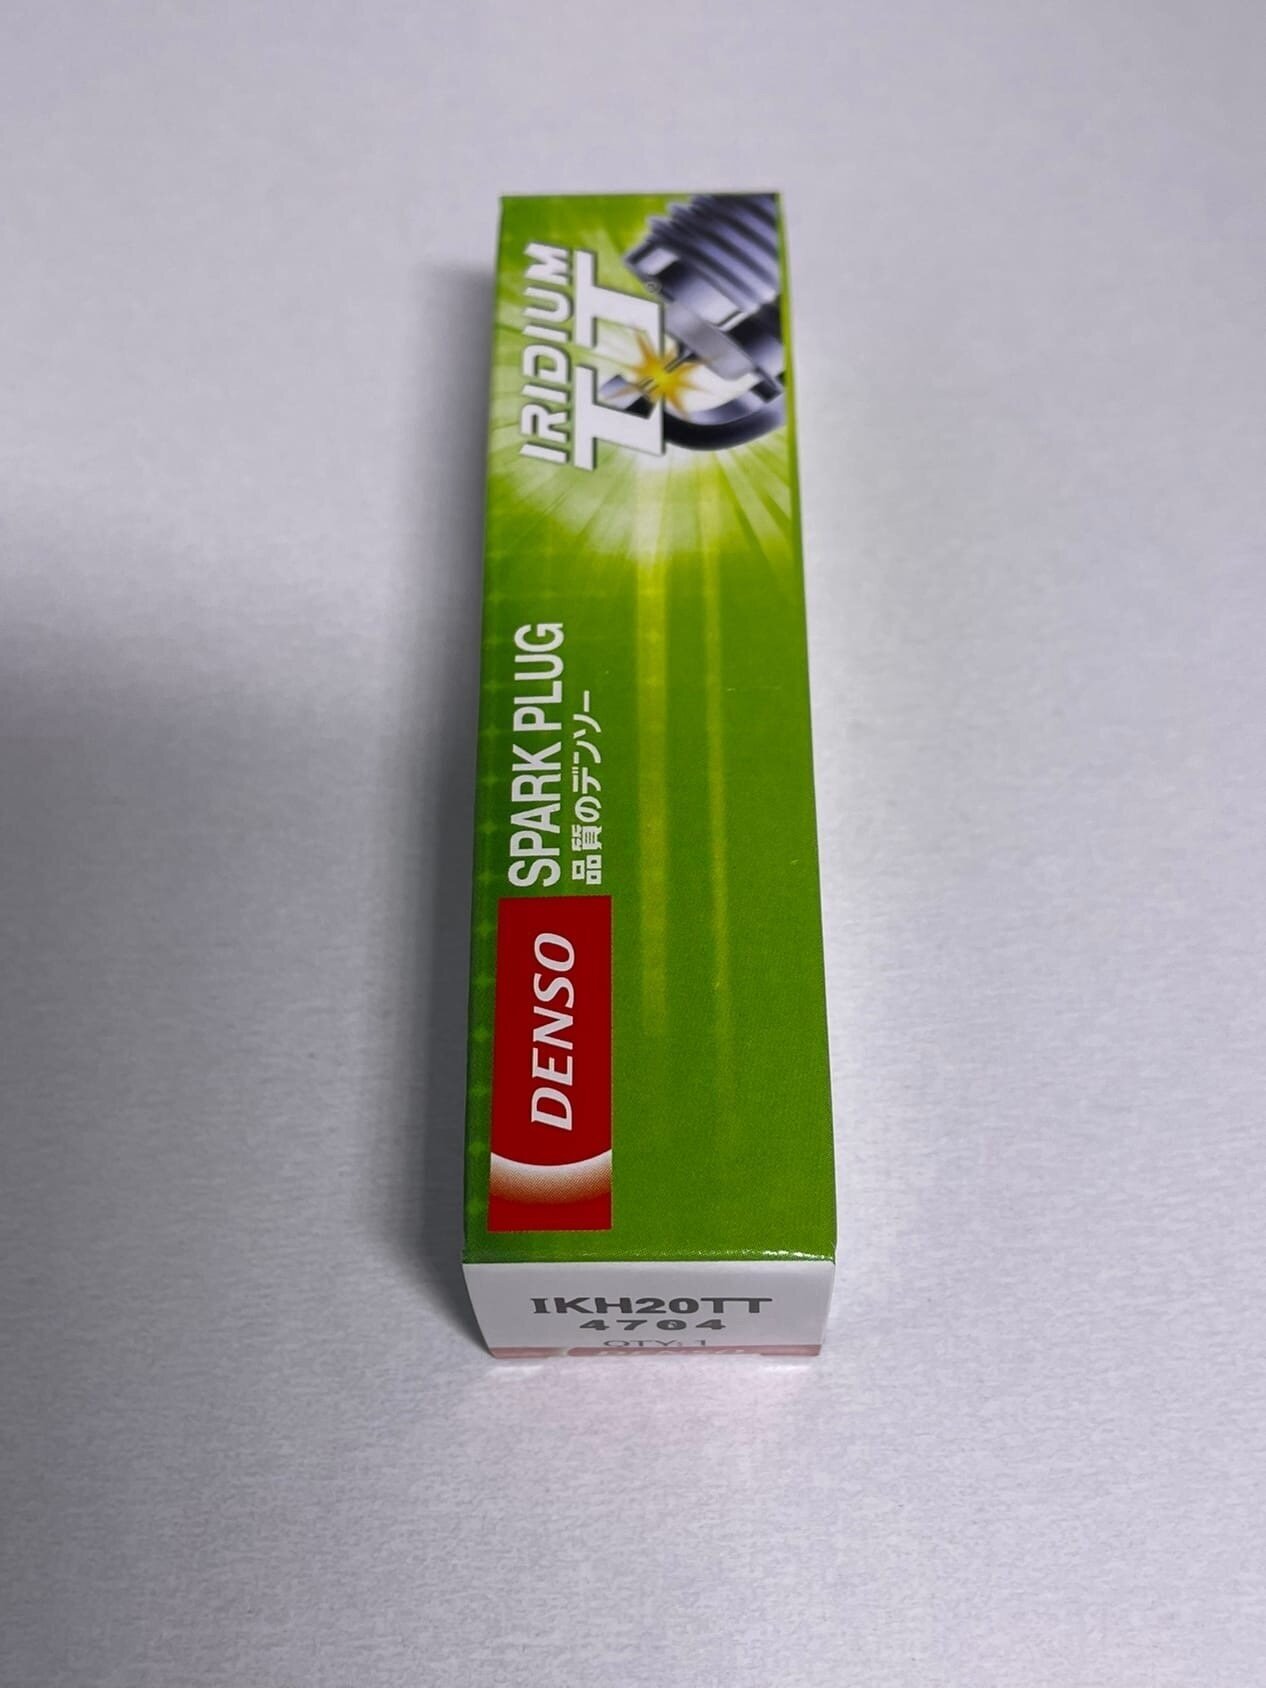 IRIDIUM
TT®
SPARK PLUG
品質のデンソー
DENSO
IKH20TT
4704
QTY: 1